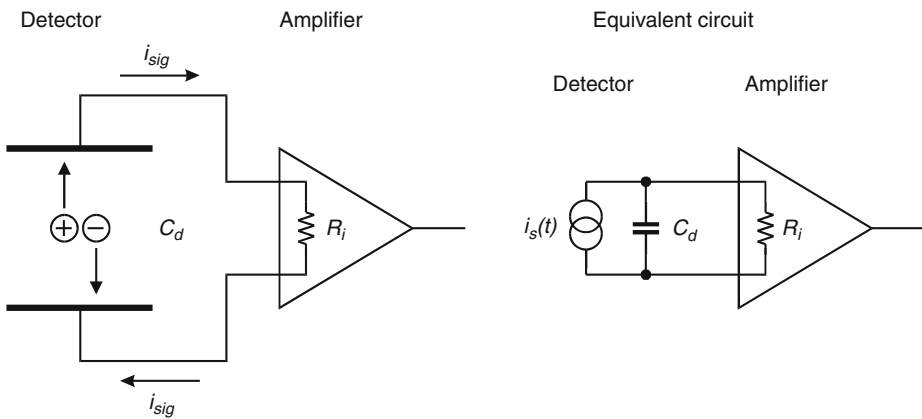 Detector
Amplifier
Equivalent circuit
i_sig
Detector
Amplifier
+ −
C_d
R_i
i_s(t)
C_d
R_i
i_sig